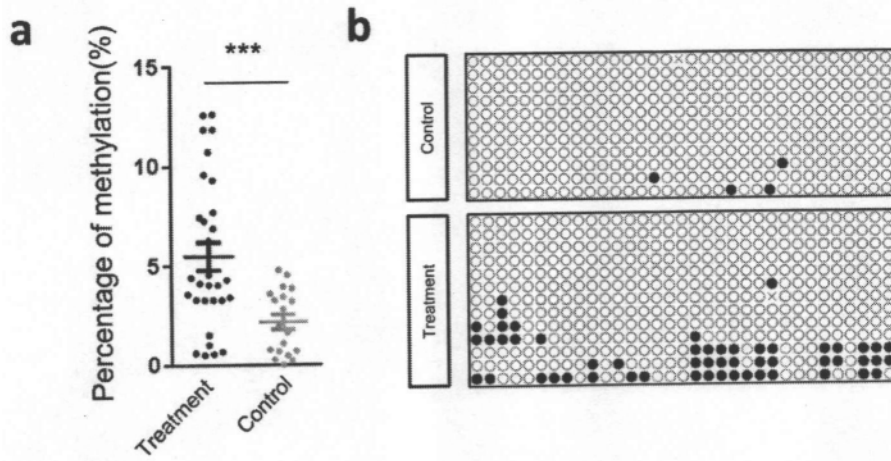 a
Percentage of methylation(%)
15
10
5
0
***
Treatment
Control
b
Control
Treatment